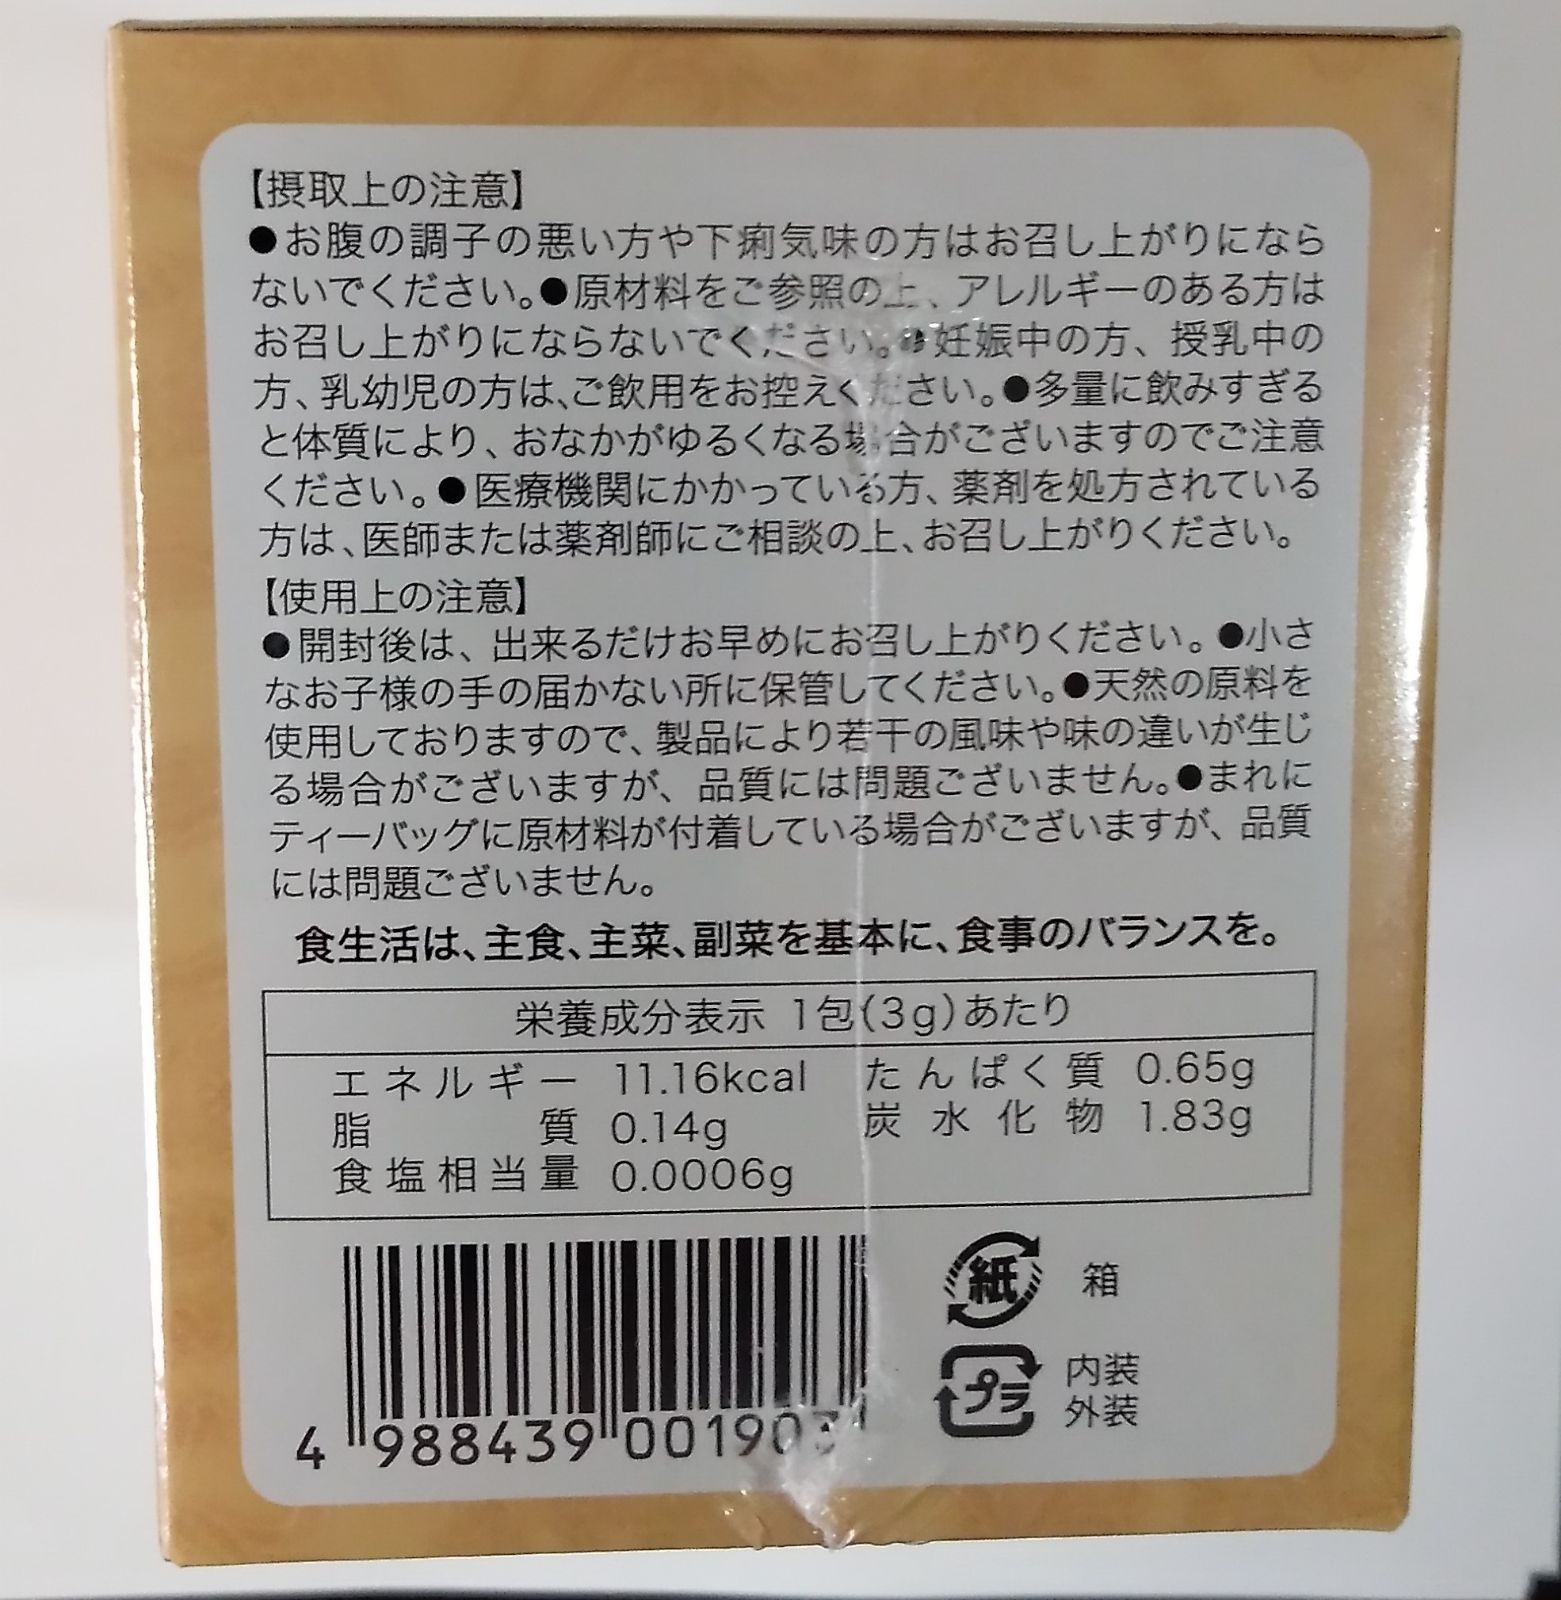 【摂取上の注意】
●お腹の調子の悪い方や下痢気味の方はお召し上がりになら
ないでください。●原材料をご参照の上、アレルギーのある方は
お召し上がりにならないでください。●妊娠中の方、授乳中の
方、乳幼児の方は、ご飲用をお控えください。●多量に飲みすぎる
と体質により、おなかがゆるくなる場合がございますのでご注意
ください。●医療機関にかかっている方、薬剤を処方されている
方は、医師または薬剤師にご相談の上、お召し上がりください。
【使用上の注意】
●開封後は、出来るだけお早めにお召し上がりください。●小さ
なお子様の手の届かない所に保管してください。●天然の原料を
使用しておりますので、製品により若干の風味や味の違いが生じ
る場合がございますが、品質には問題ございません。●まれに
ティーバッグに原材料が付着している場合がございますが、品質
には問題ございません。
食生活は、主食、主菜、副菜を基本に、食事のバランスを。
栄養成分表示 1包(3g)あたり
エネルギー 11.16kcal たんぱく質 0.65g
脂質 0.14g 炭水化物 1.83g
食塩相当量 0.0006g
紙 箱
プラ 内装
外装
4 988439 001903